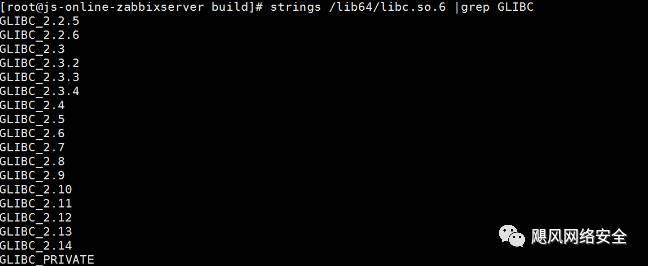 [root@js-online-zabbixserver build]# strings /lib64/libc.so.6 |grep GLIBC
GLIBC_2.2.5
GLIBC_2.2.6
GLIBC_2.3
GLIBC_2.3.2
GLIBC_2.3.3
GLIBC_2.3.4
GLIBC_2.4
GLIBC_2.5
GLIBC_2.6
GLIBC_2.7
GLIBC_2.8
GLIBC_2.9
GLIBC_2.10
GLIBC_2.11
GLIBC_2.12
GLIBC_2.13
GLIBC_2.14
GLIBC_PRIVATE
飓风网络安全